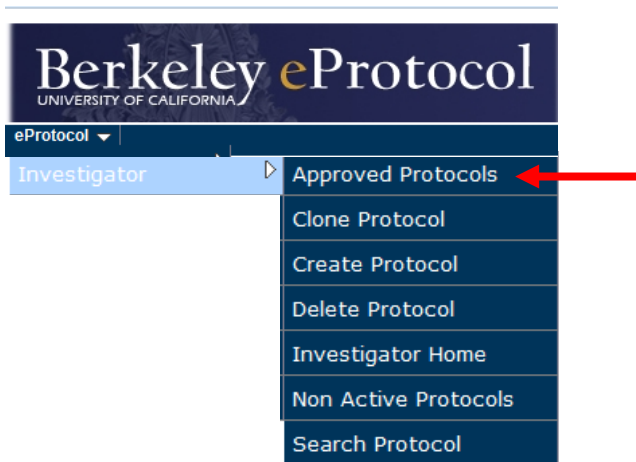 Berkeley eProtocol
UNIVERSITY OF CALIFORNIA
eProtocol
Investigator
Approved Protocols
Clone Protocol
Create Protocol
Delete Protocol
Investigator Home
Non Active Protocols
Search Protocol